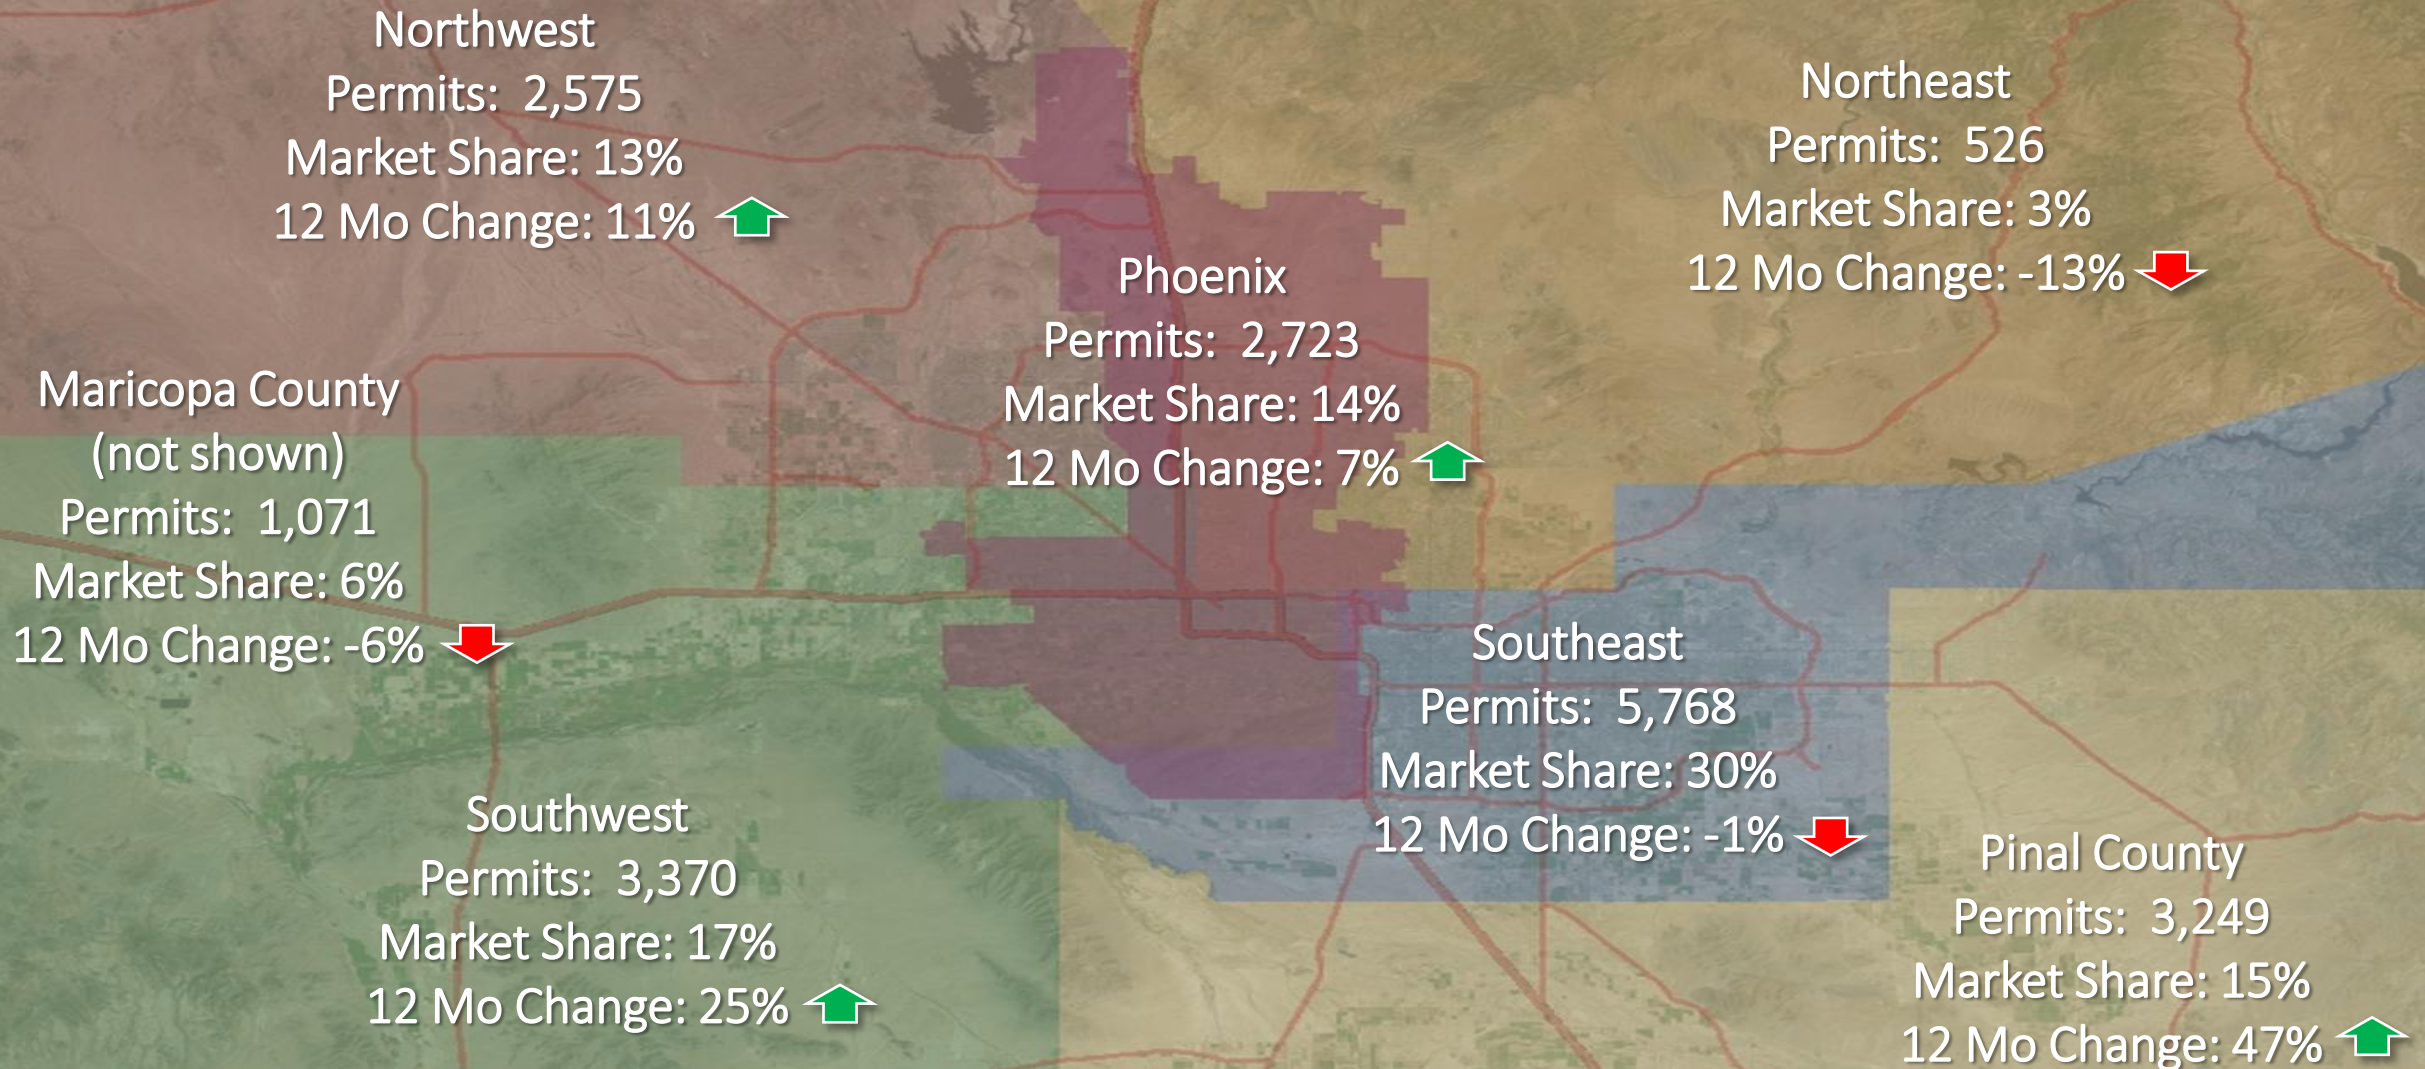 Northwest
Permits:  2,575
Market Share: 13%
12 Mo Change: 11%
Northeast
Permits:  526
Market Share: 3%
12 Mo Change: -13%
Phoenix
Permits:  2,723
Market Share: 14%
12 Mo Change: 7%
Maricopa County
(not shown)
Permits:  1,071
Market Share: 6%
12 Mo Change: -6%
Southeast
Permits:  5,768
Market Share: 30%
12 Mo Change: -1%
Southwest
Permits:  3,370
Market Share: 17%
12 Mo Change: 25%
Pinal County
Permits:  3,249
Market Share: 15%
12 Mo Change: 47%